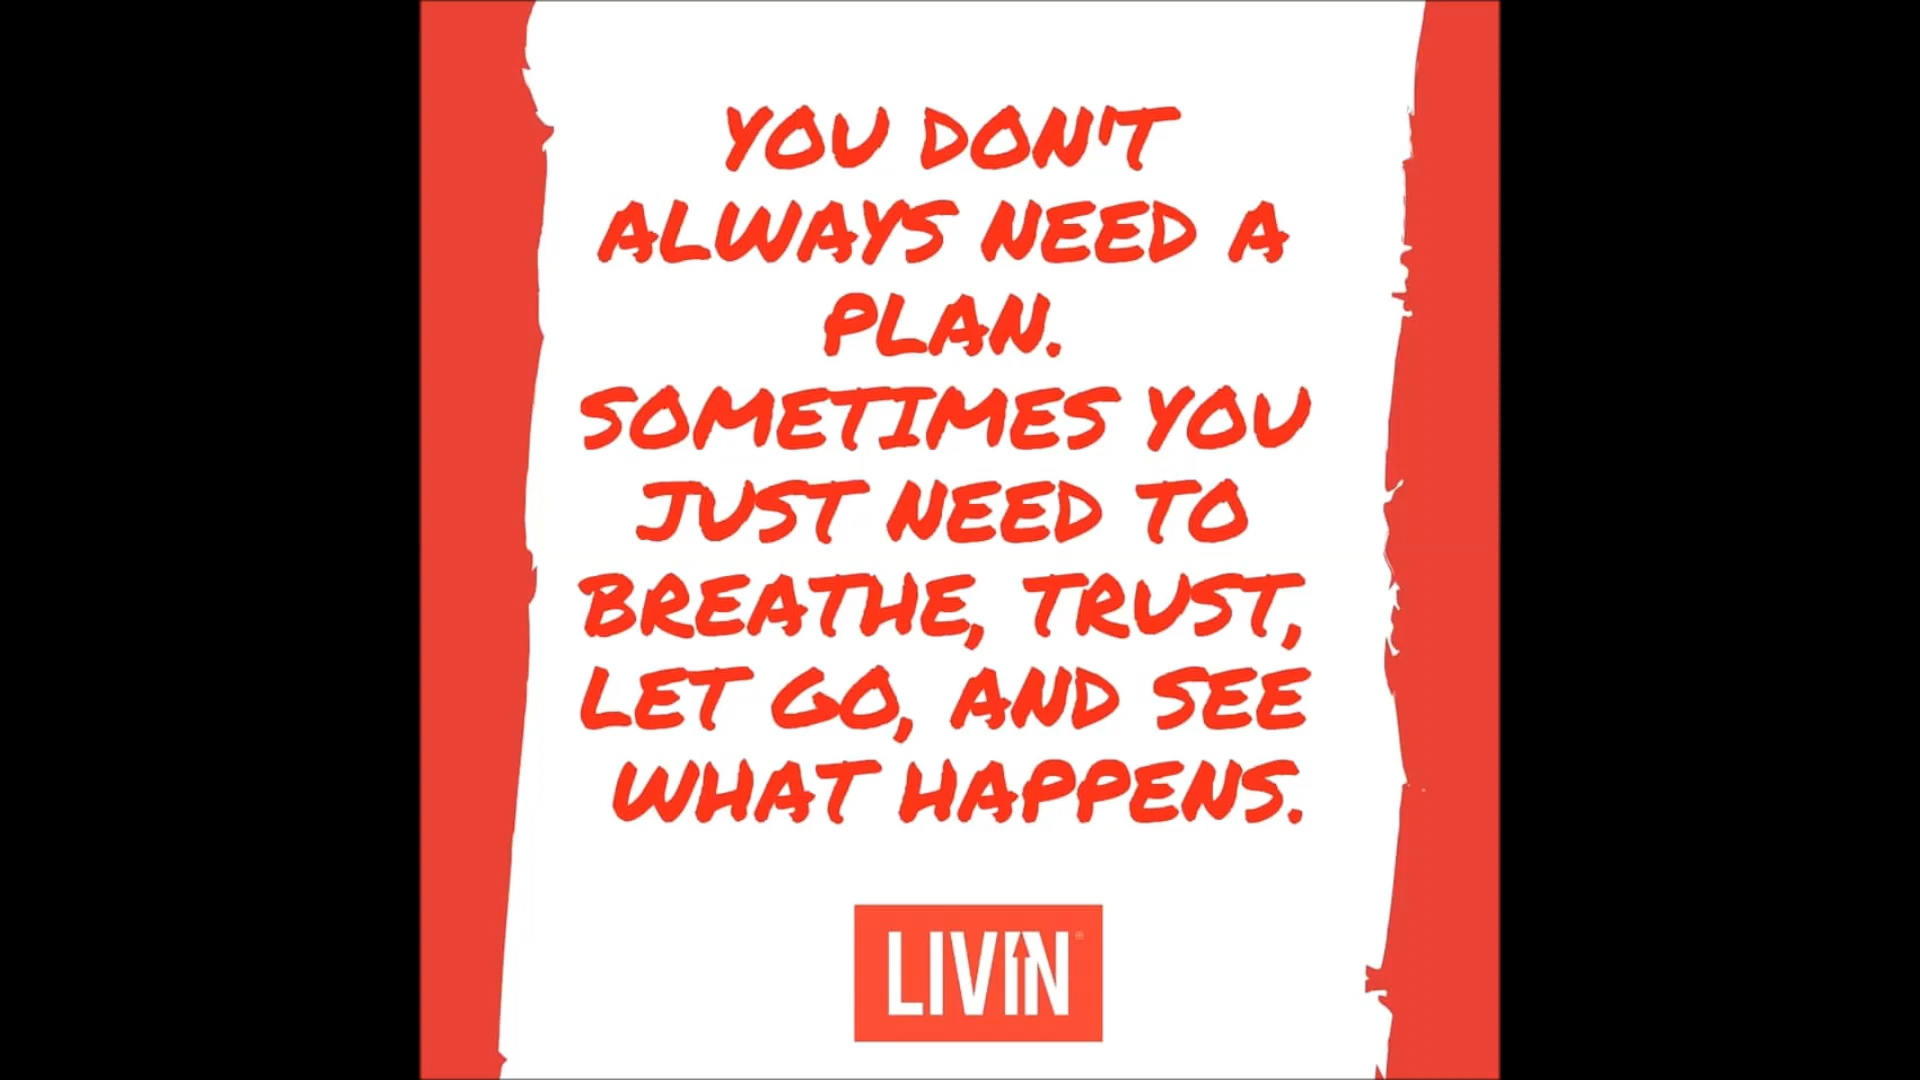 YOU DON'T
ALWAYS NEED A
PLAN.
SOMETIMES YOU
JUST NEED TO
BREATHE, TRUST,
LET GO, AND SEE
WHAT HAPPENS.
LIVIN®